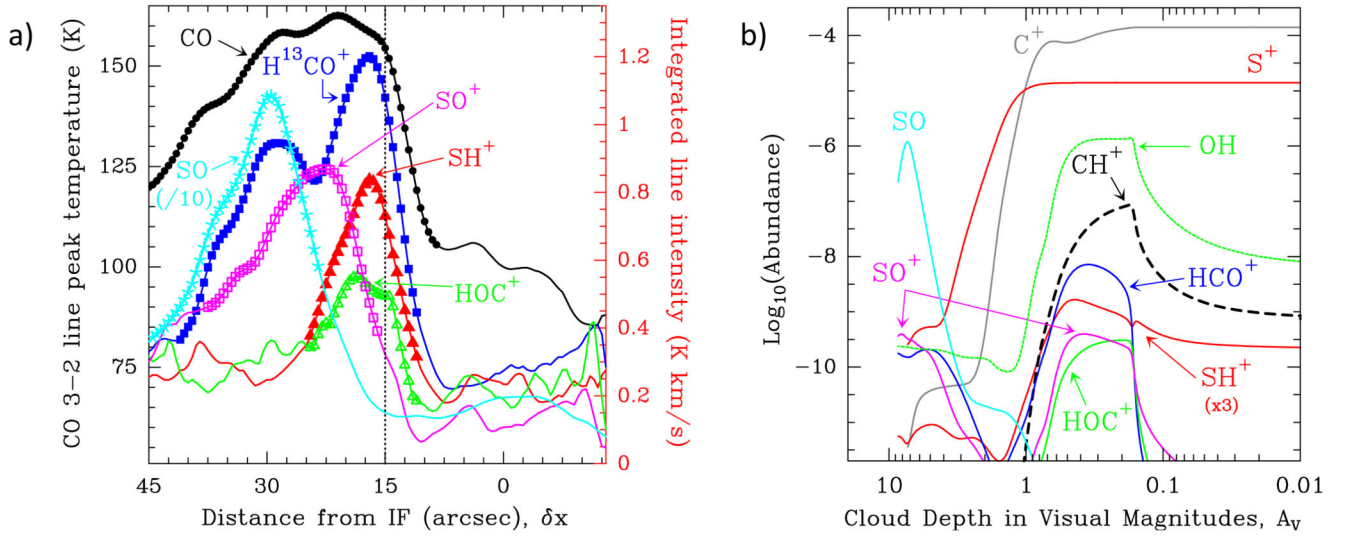 a)
CO 3−2 line peak temperature (K)
150
125
100
75
45
30
15
0
Distance from IF (arcsec), δx
1.2
1
0.8
0.6
0.4
0.2
0
Integrated line intensity (K km/s)
CO
H¹³CO⁺
SO⁺
SO
(/10)
SH⁺
HOC⁺
b)
Log₁₀(Abundance)
−4
−6
−8
−10
10
1
0.1
0.01
Cloud Depth in Visual Magnitudes, Aᵥ
C⁺
S⁺
SO
OH
CH⁺
SO⁺
HCO⁺
SH⁺
(x3)
HOC⁺